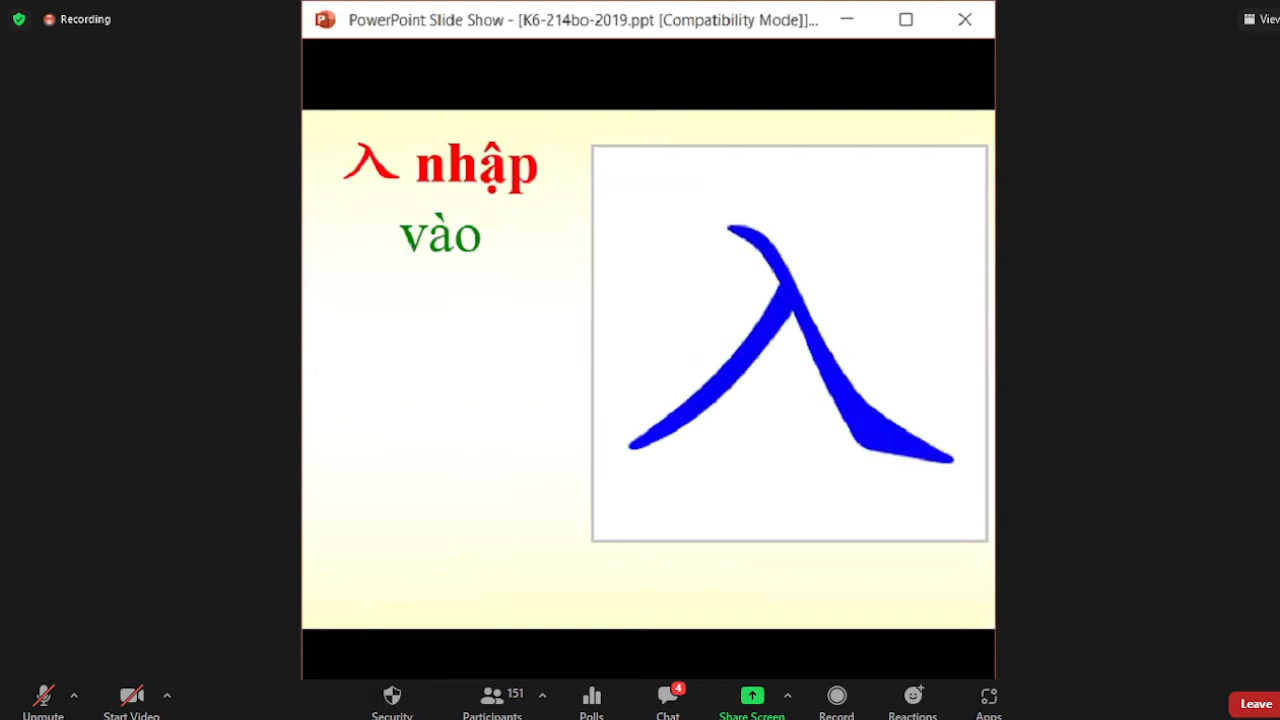 Recording
PowerPoint Slide Show - [K6-214bo-2019.ppt [Compatibility Mode]]...
View
入 nhập
vào
入
Unmute
Start Video
Security
151
Participants
Polls
4
Chat
Share Screen
Record
Reactions
Apps
Leave